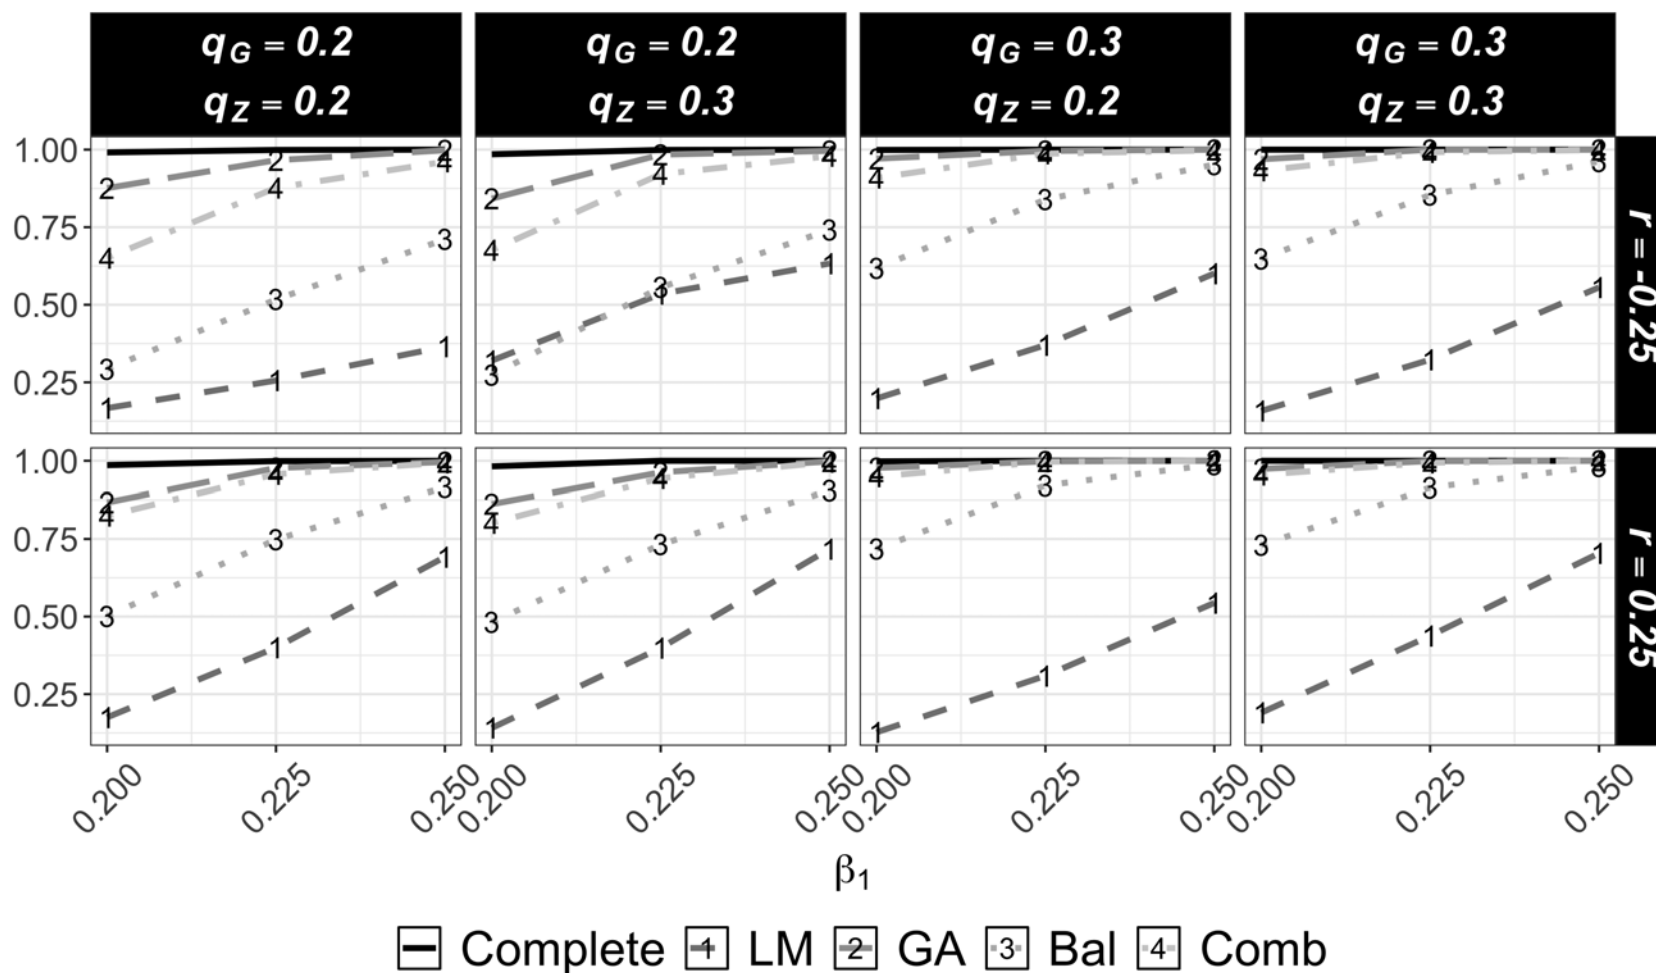 q_G = 0.2
q_Z = 0.2
q_G = 0.2
q_Z = 0.3
q_G = 0.3
q_Z = 0.2
q_G = 0.3
q_Z = 0.3
1.00
0.75
0.50
0.25
r = -0.25
1.00
0.75
0.50
0.25
r = 0.25
0.200 0.225 0.250 0.200 0.225 0.250 0.200 0.225 0.250 0.200 0.225 0.250
β₁
Complete 1 LM 2 GA 3 Bal 4 Comb